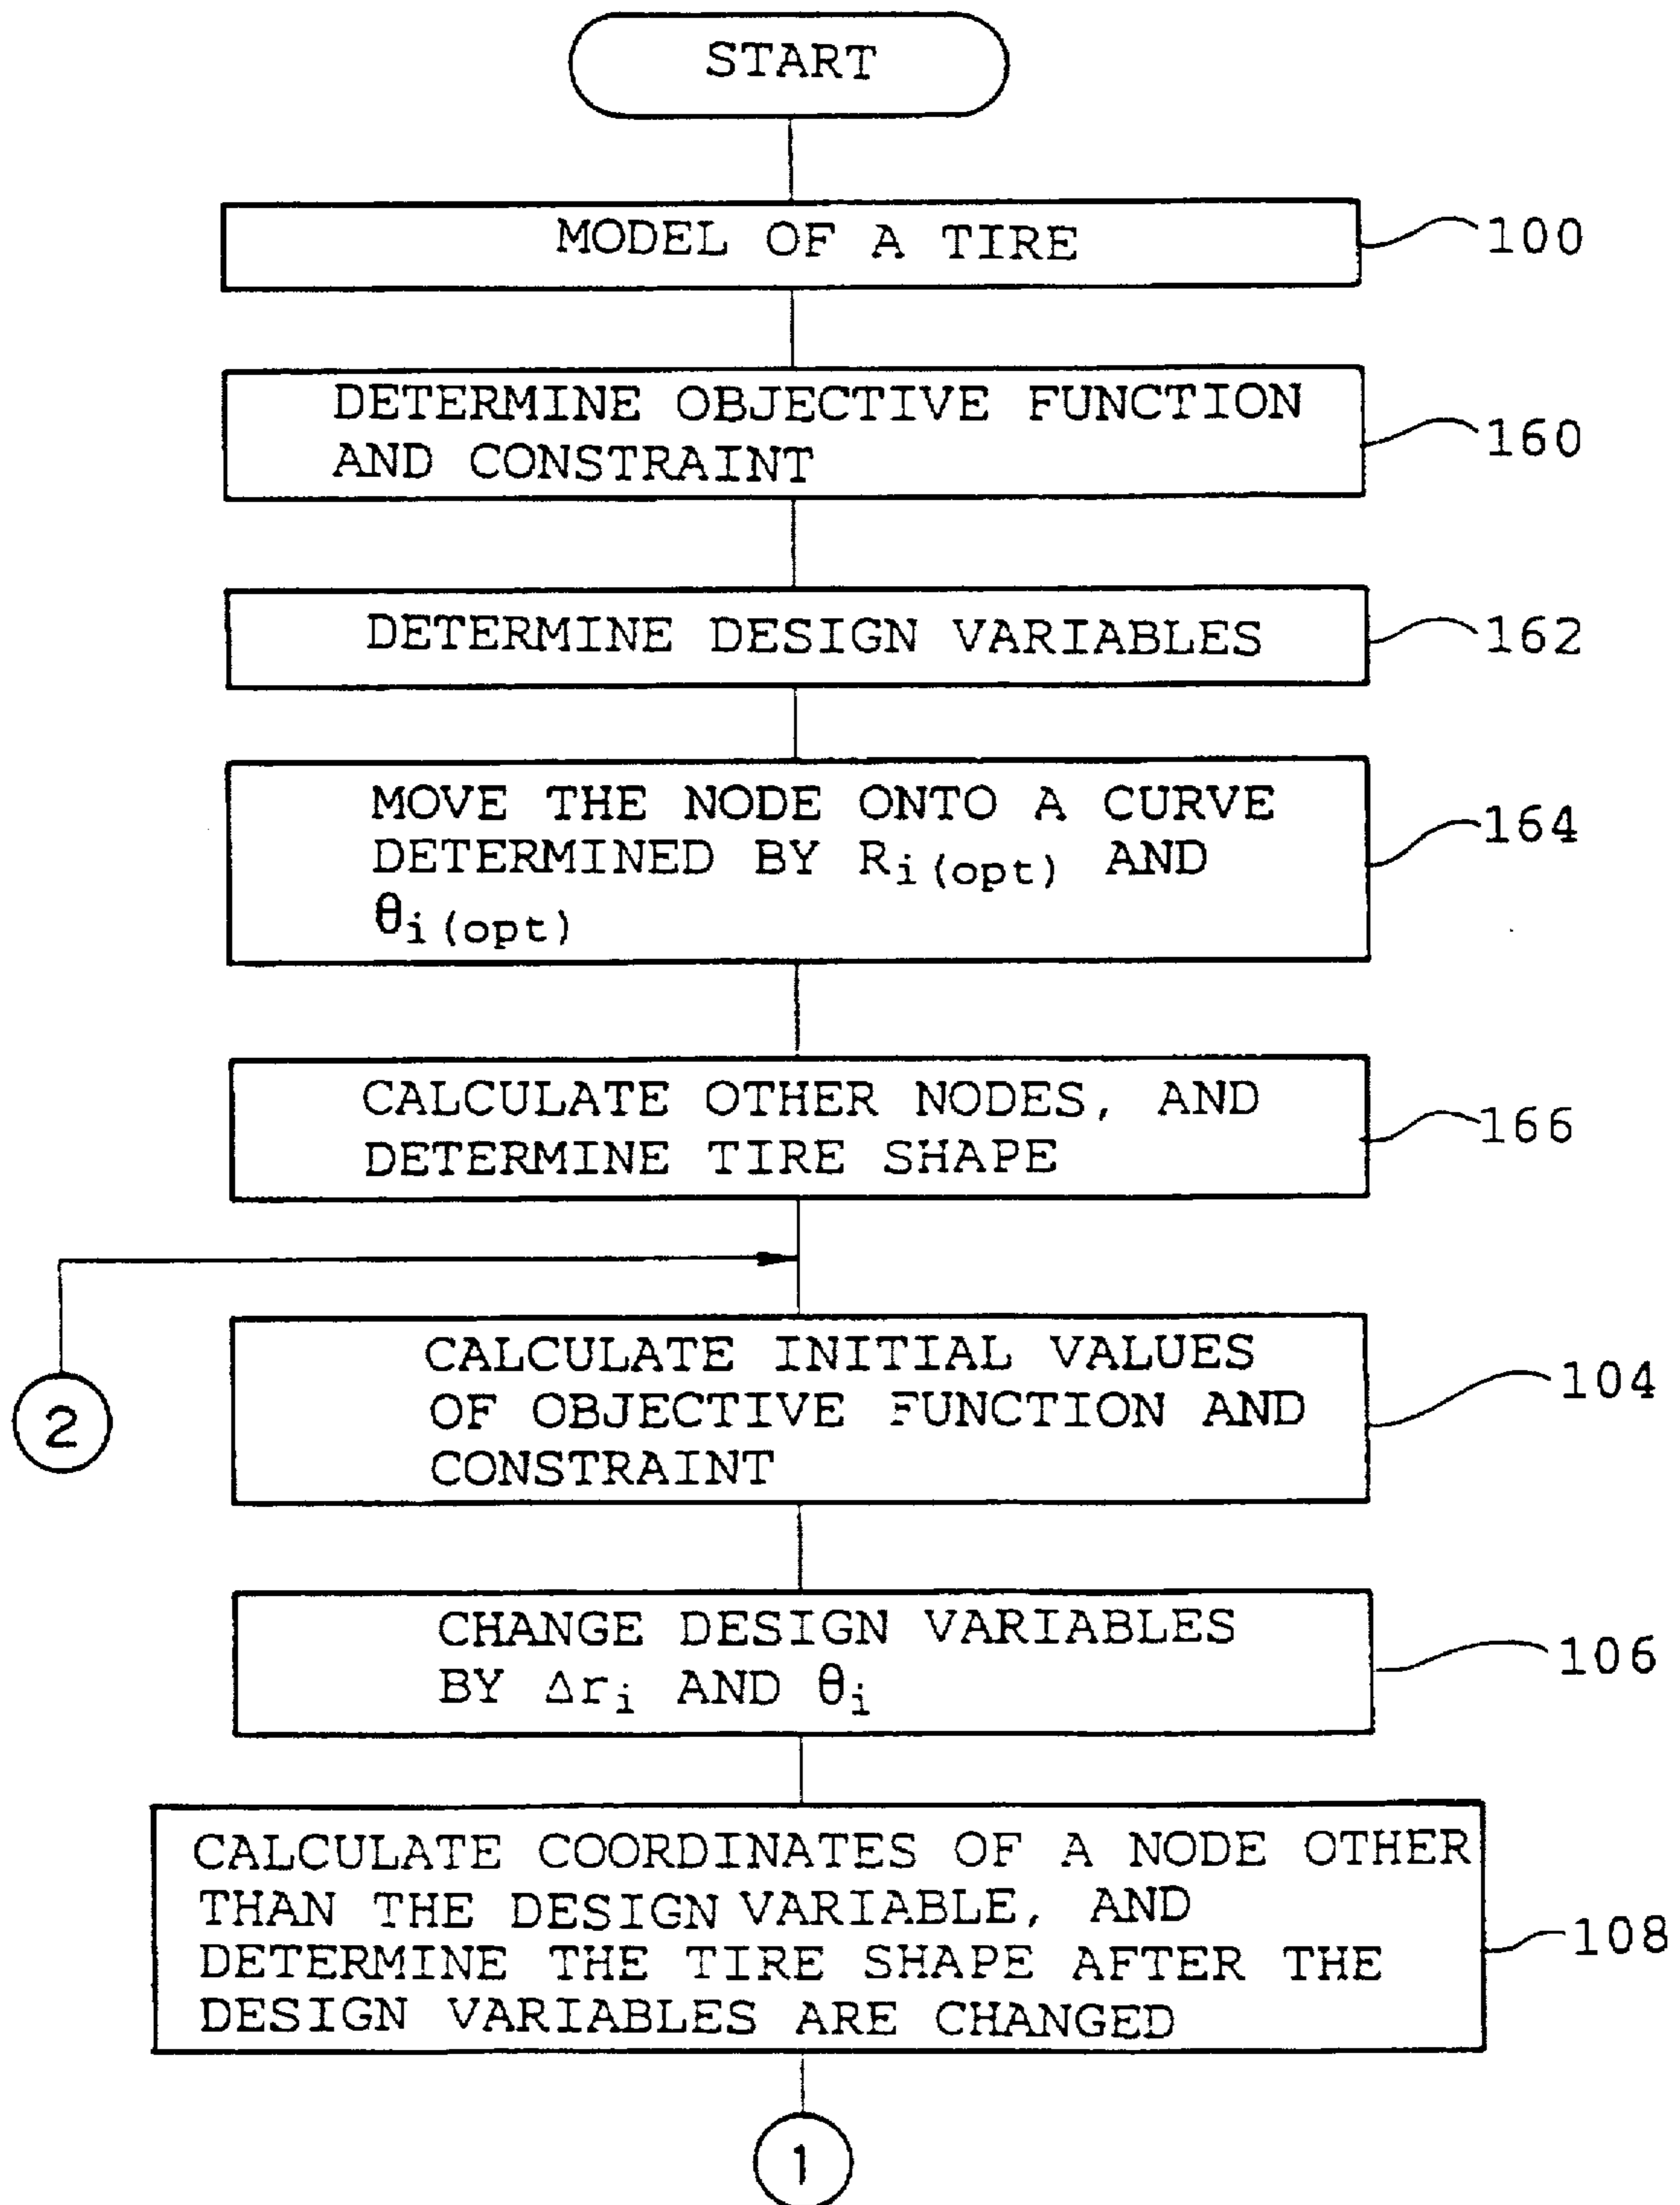 START
MODEL OF A TIRE
100
DETERMINE OBJECTIVE FUNCTION
AND CONSTRAINT
160
DETERMINE DESIGN VARIABLES
162
MOVE THE NODE ONTO A CURVE
DETERMINED BY Ri(opt) AND
θi(opt)
164
CALCULATE OTHER NODES, AND
DETERMINE TIRE SHAPE
166
2
CALCULATE INITIAL VALUES
OF OBJECTIVE FUNCTION AND
CONSTRAINT
104
CHANGE DESIGN VARIABLES
BY Δri AND θi
106
CALCULATE COORDINATES OF A NODE OTHER
THAN THE DESIGN VARIABLE, AND
DETERMINE THE TIRE SHAPE AFTER THE
DESIGN VARIABLES ARE CHANGED
108
1